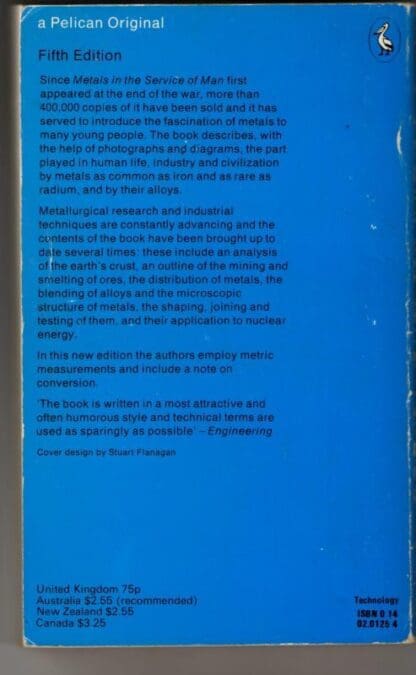 a Pelican Original
Fifth Edition
Since Metals in the Service of Man first
appeared at the end of the war, more than
400,000 copies of it have been sold and it has
served to introduce the fascination of metals to
many young people. The book describes, with
the help of photographs and diagrams, the part
played in human life, industry and civilization
by metals as common as iron and as rare as
radium, and by their alloys.
Metallurgical research and industrial
techniques are constantly advancing and the
contents of the book have been brought up to
date several times: these include an analysis
of the earth's crust, an outline of the mining and
smelting of ores, the distribution of metals, the
blending of alloys and the microscopic
structure of metals, the shaping, joining and
testing of them, and their application to nuclear
energy.
In this new edition the authors employ metric
measurements and include a note on
conversion.
'The book is written in a most attractive and
often humorous style and technical terms are
used as sparingly as possible' – Engineering
Cover design by Stuart Flanagan
United Kingdom 75p
Australia $2.55 (recommended)
New Zealand $2.55
Canada $3.25
Technology
ISBN 0 14
02.0125 4